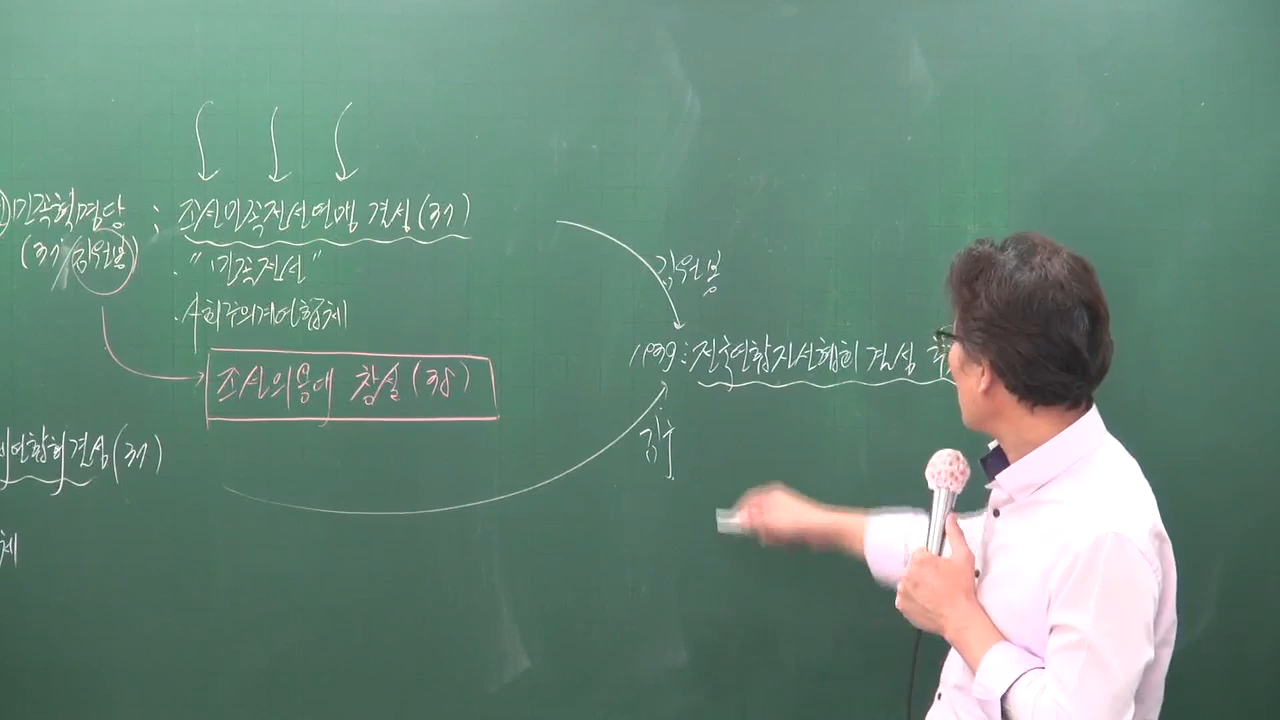 민족혁명당 ; 조선민족전선연맹 결성(37)
(37/김원봉)
· "민족전선"
· 사회주의계연합체
조선의용대 창설(38)
연합회결성(37)
체
김원봉
1939 : 전국연합진선협회 결성
김구